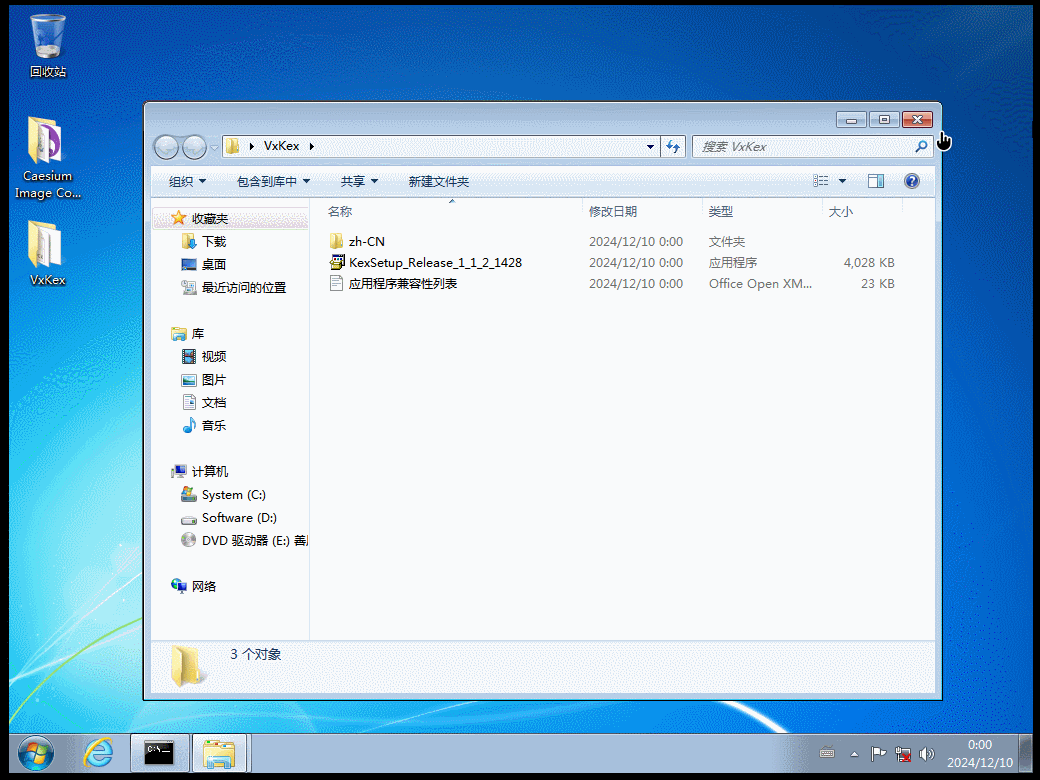 回收站
Caesium
Image Co...
VxKex
VxKex
搜索 VxKex
组织
包含到库中
共享
新建文件夹
名称
修改日期
类型
大小
收藏夹
下载
桌面
最近访问的位置
库
视频
图片
文档
音乐
计算机
System (C:)
Software (D:)
DVD 驱动器 (E:)
网络
zh-CN 2024/12/10 0:00 文件夹
KexSetup_Release_1_1_2_1428 2024/12/10 0:00 应用程序 4,028 KB
应用程序兼容性列表 2024/12/10 0:00 Office Open XM... 23 KB
3 个对象
C:\
0:00
2024/12/10